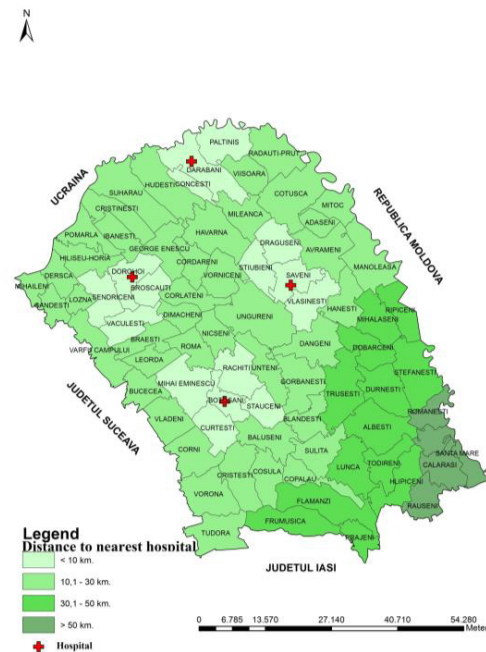 N
PALTINIS
RADAUTI-PRUT
DARABANI
HUDESTI
CONCESTI
VIISOARA
UCRAINA
SUHARAU
COTUSCA
CRISTINESTI
MILEANCA
MITOC
REPUBLICA MOLDOVA
POMARLA
IBANESTI
HAVARNA
ADASENI
DRAGUSENI
GEORGE ENESCU
AVRAMENI
HILISEU-HORIA
CORDARENI
STIUBIENI
MANOLEASA
DERSCA
DOROHOI
VORNICENI
SAVENI
MIHAILENI
BROSCAUTI
LOZNA
SENDRICENI
CORLATENI
VLASINESTI
CANDESTI
HANESTI
RIPICENI
VACULESTI
DIMACHENI
UNGURENI
MIHALASENI
BRAESTI
NICSENI
VARFU CAMPULUI
ROMA
DANGENI
DOBARCENI
LEORDA
STEFANESTI
MIHAI EMINESCU
RACHITI
UNTENI
GORBANESTI
DURNESTI
BUCECEA
TRUSESTI
JUDETUL SUCEAVA
STAUCENI
ROMANESTI
VLADENI
BLANDESTI
ALBESTI
CURTESTI
BALUSENI
SANTA MARE
CORNI
SULITA
CALARASI
CRISTESTI
COSULA
LUNCA
TODIRENI
COPALAU
HLIPICENI
VORONA
FLAMANZI
RAUSENI
FRUMUSICA
TUDORA
PRAJENI
JUDETUL IASI
Legend
Distance to nearest hospital
< 10 km.
10,1 - 30 km.
30,1 - 50 km.
> 50 km.
Hospital
0 6.785 13.570 27.140 40.710 54.280
Meter